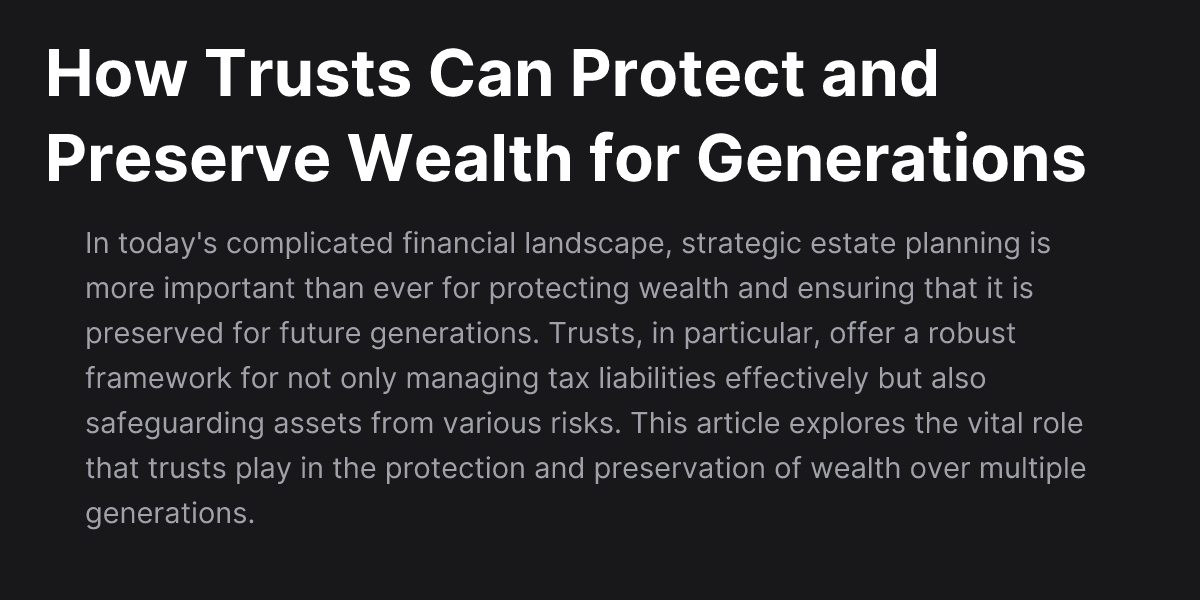 How Trusts Can Protect and
Preserve Wealth for Generations
In today's complicated financial landscape, strategic estate planning is
more important than ever for protecting wealth and ensuring that it is
preserved for future generations. Trusts, in particular, offer a robust
framework for not only managing tax liabilities effectively but also
safeguarding assets from various risks. This article explores the vital role
that trusts play in the protection and preservation of wealth over multiple
generations.